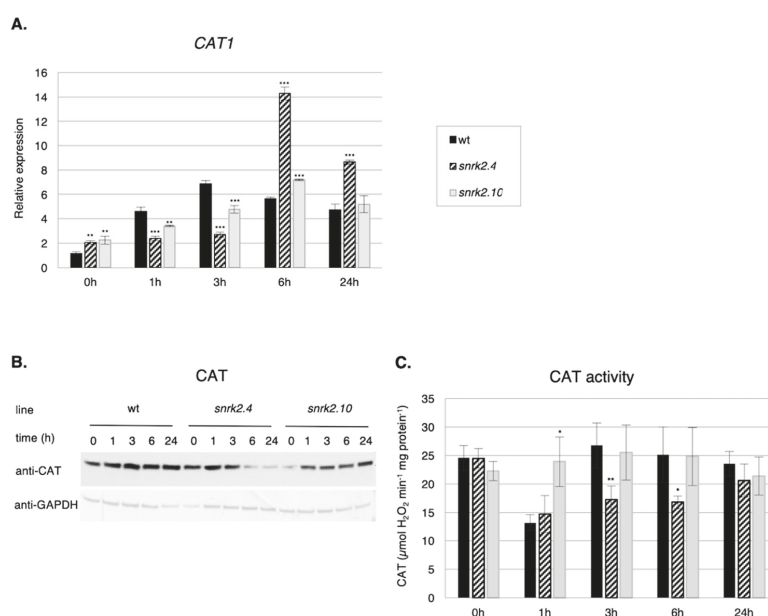 A.
CAT1
Relative expression
16
14
12
10
8
6
4
2
0
*** 
** ** *** ** *** *** *** ***
0h 1h 3h 6h 24h
wt
snrk2.4
snrk2.10
B.
CAT
line wt snrk2.4 snrk2.10
time (h) 0 1 3 6 24 0 1 3 6 24 0 1 3 6 24
anti-CAT
anti-GAPDH
C.
CAT activity
CAT (µmol H₂O₂ min⁻¹ mg protein⁻¹)
35
30
25
20
15
10
5
0
* ** *
0h 1h 3h 6h 24h